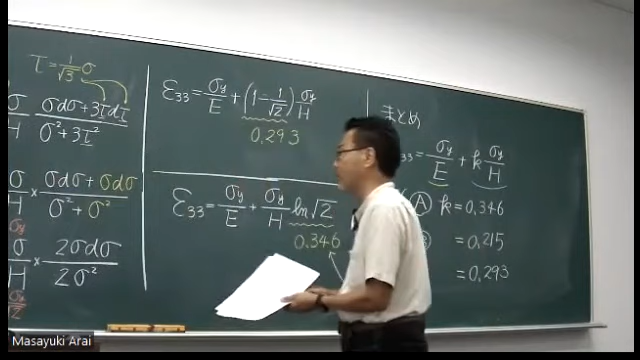 τ = 1/√3 σ
σdσ + 3τdτ / σ² + 3τ²
H
× σdσ + σdσ / σ² + σ²
H
× 2σdσ / 2σ²
H
ε₃₃ = σy/E + (1 − 1/√2) σy/H
0.293
ε₃₃ = σy/E + σy/H ln√2
0.346
まとめ
= σy/E + k σy/H
Ⓐ k = 0.346
= 0.215
= 0.293
Masayuki Arai